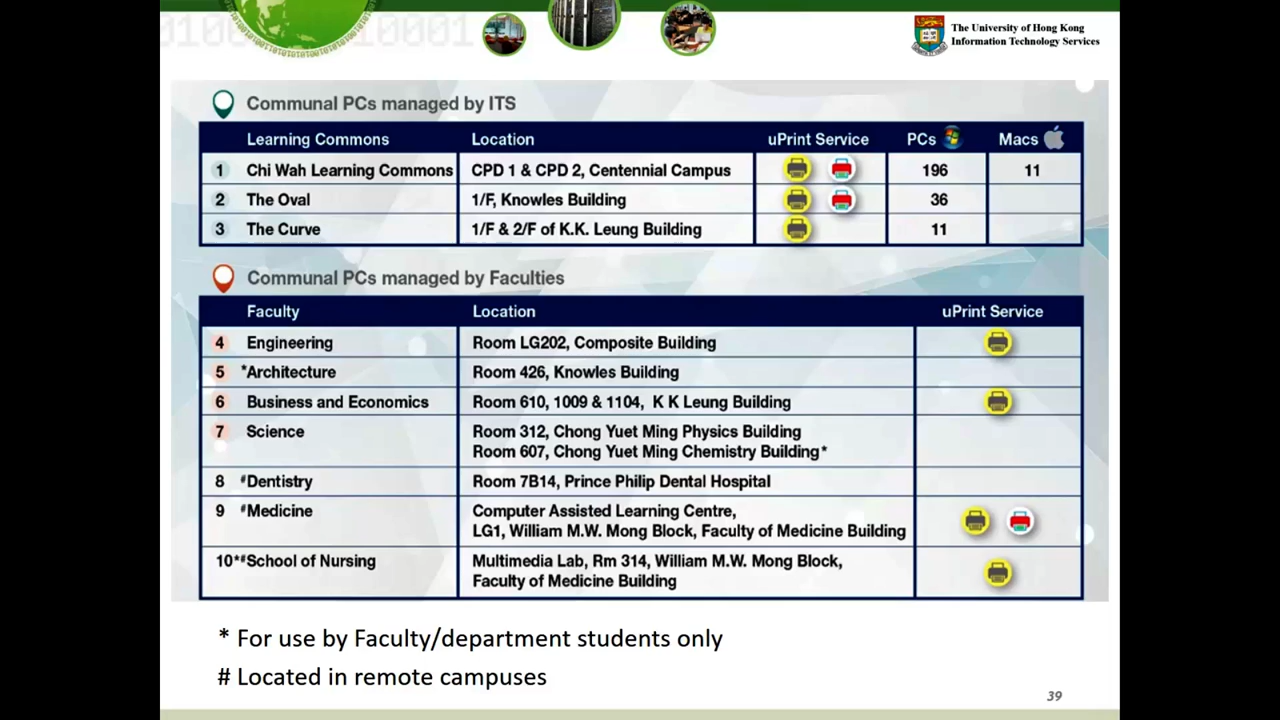 The University of Hong Kong
Information Technology Services
Communal PCs managed by ITS
Learning Commons Location uPrint Service PCs Macs
1 Chi Wah Learning Commons CPD 1 & CPD 2, Centennial Campus 196 11
2 The Oval 1/F, Knowles Building 36
3 The Curve 1/F & 2/F of K.K. Leung Building 11
Communal PCs managed by Faculties
Faculty Location uPrint Service
4 Engineering Room LG202, Composite Building
5 *Architecture Room 426, Knowles Building
6 Business and Economics Room 610, 1009 & 1104, K K Leung Building
7 Science Room 312, Chong Yuet Ming Physics Building
Room 607, Chong Yuet Ming Chemistry Building*
8 #Dentistry Room 7B14, Prince Philip Dental Hospital
9 #Medicine Computer Assisted Learning Centre,
LG1, William M.W. Mong Block, Faculty of Medicine Building
10*#School of Nursing Multimedia Lab, Rm 314, William M.W. Mong Block,
Faculty of Medicine Building
* For use by Faculty/department students only
# Located in remote campuses
39